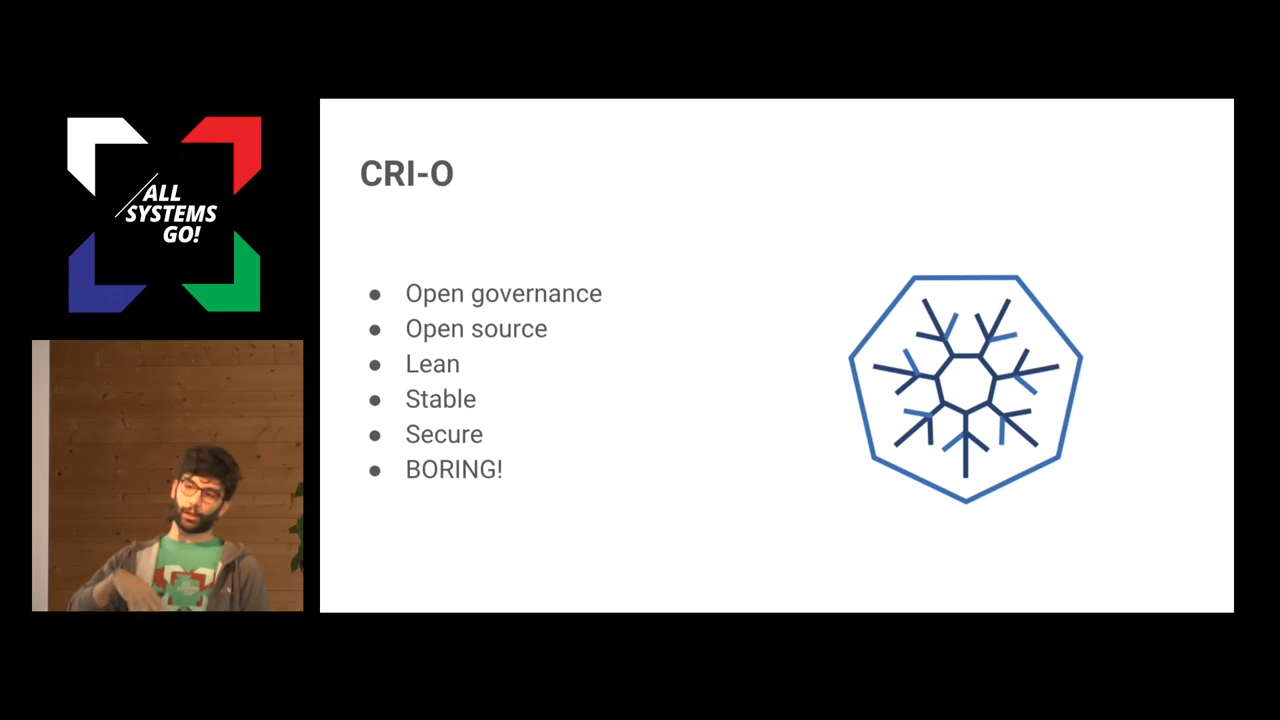 ALL
SYSTEMS
GO!
CRI-O
● Open governance
● Open source
● Lean
● Stable
● Secure
● BORING!